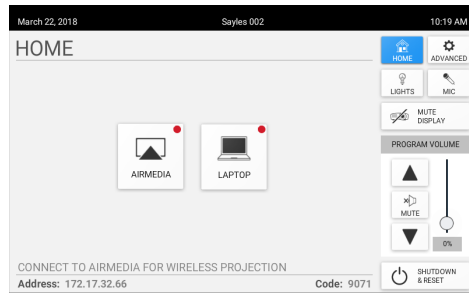 March 22, 2018 Sayles 002 10:19 AM
HOME
HOME ADVANCED
LIGHTS MIC
MUTE
DISPLAY
PROGRAM VOLUME
AIRMEDIA LAPTOP
MUTE
0%
CONNECT TO AIRMEDIA FOR WIRELESS PROJECTION
Address: 172.17.32.66 Code: 9071
SHUTDOWN
& RESET